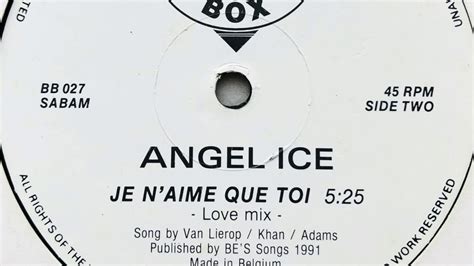 BOX
BB 027
SABAM
45 RPM
SIDE TWO
ANGEL ICE
JE N'AIME QUE TOI 5:25
- Love mix -
Song by Van Lierop / Khan / Adams
Published by BE'S Songs 1991
Made in Belgium
ALL RIGHTS OF THE
WORK RESERVED